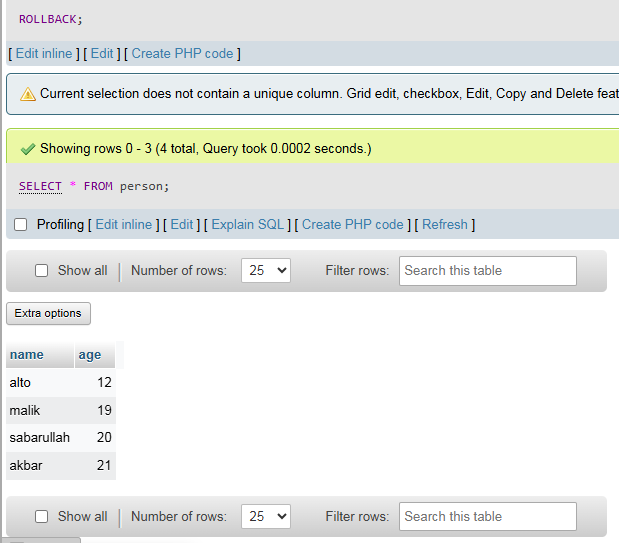 ROLLBACK;
[ Edit inline ] [ Edit ] [ Create PHP code ]
Current selection does not contain a unique column. Grid edit, checkbox, Edit, Copy and Delete feat
Showing rows 0 - 3 (4 total, Query took 0.0002 seconds.)
SELECT * FROM person;
Profiling [ Edit inline ] [ Edit ] [ Explain SQL ] [ Create PHP code ] [ Refresh ]
Show all Number of rows: 25 Filter rows: Search this table
Extra options
name age
alto 12
malik 19
sabarullah 20
akbar 21
Show all Number of rows: 25 Filter rows: Search this table